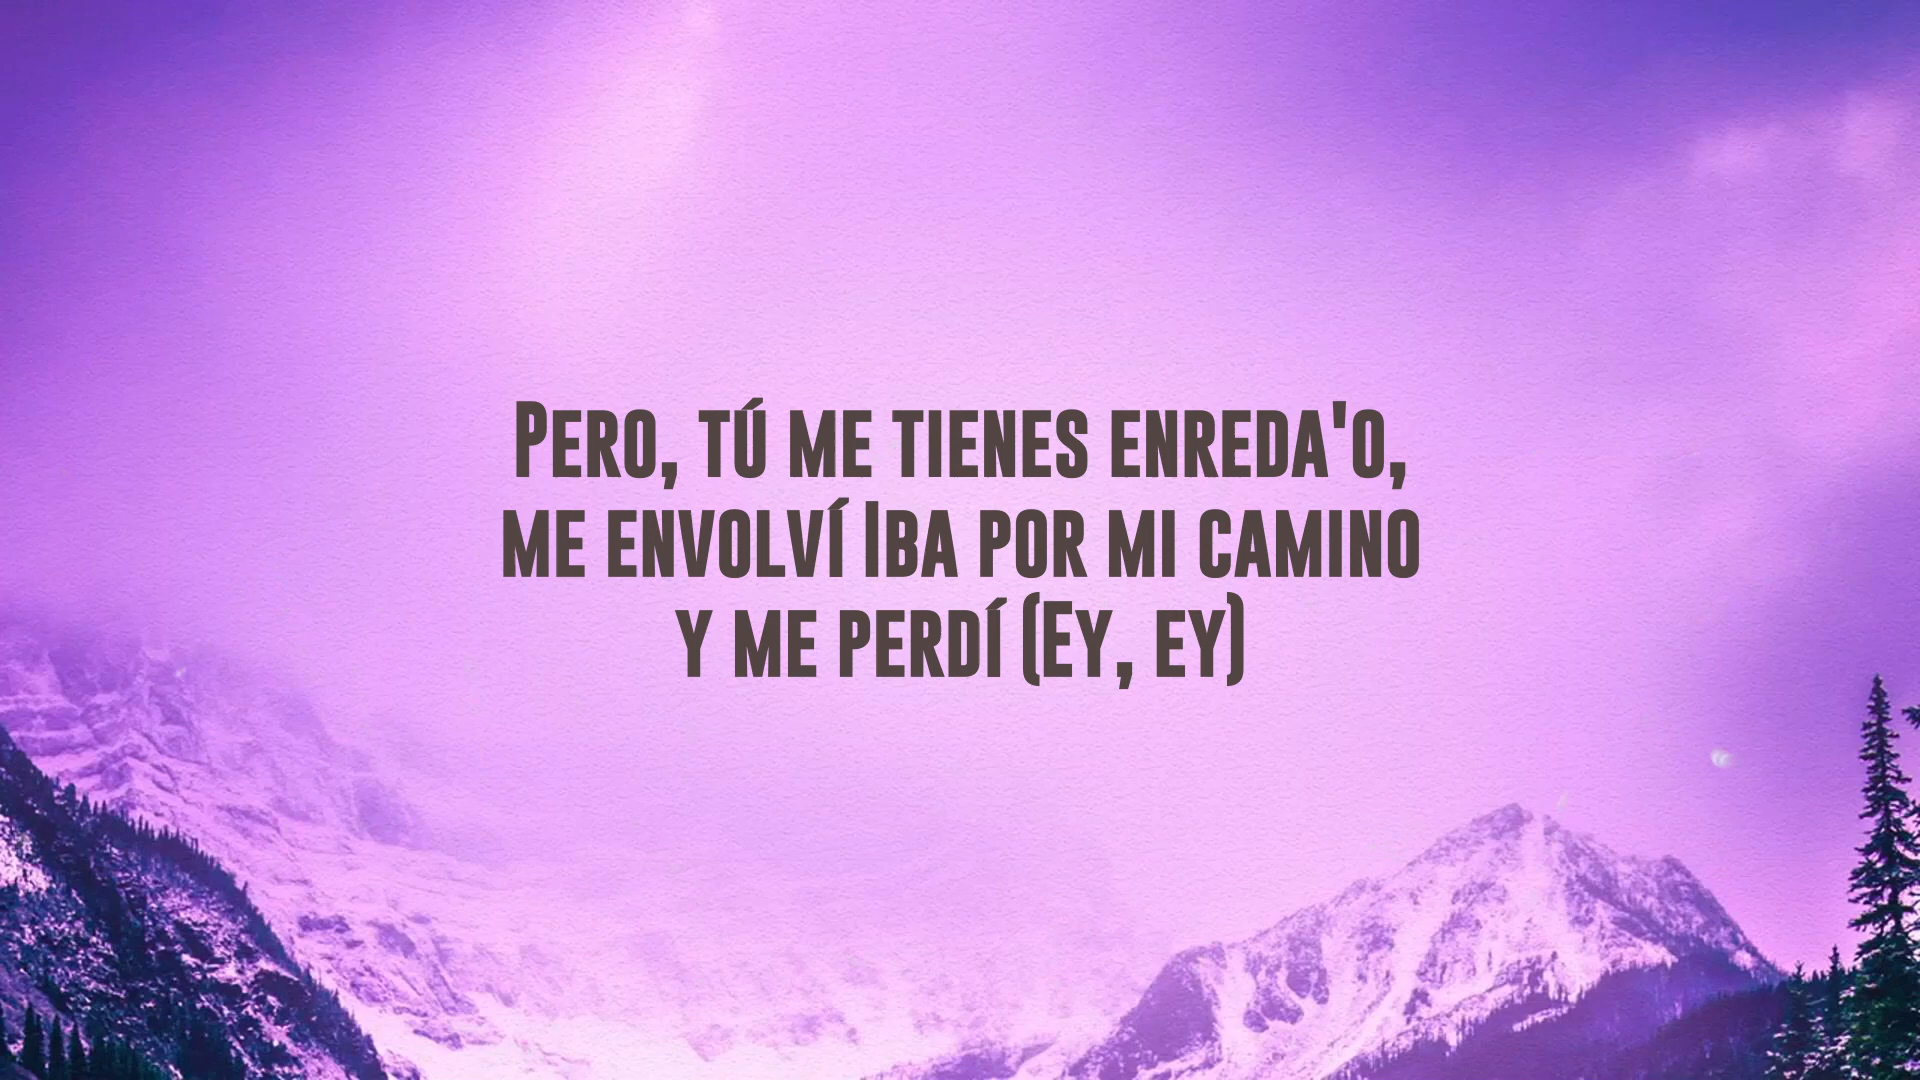 Pero, tú me tienes enreda'o,
me envolví Iba por mi camino
y me perdí (Ey, ey)